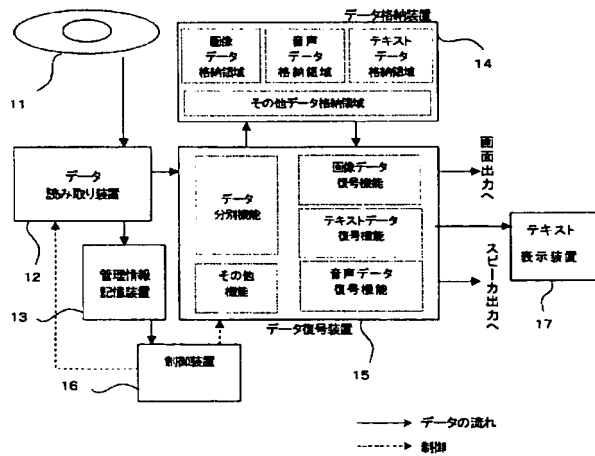 データ格納装置
画像
データ
格納領域
音声
データ
格納領域
テキスト
データ
格納領域
その他データ格納領域
14
11
データ
読み取り装置
12
データ
分別機能
その他
機能
画像データ
復号機能
テキストデータ
復号機能
音声データ
復号機能
データ復号装置
15
画面出力へ
スピーカ出力へ
テキスト
表示装置
17
管理情報
記憶装置
13
制御装置
16
データの流れ
制御